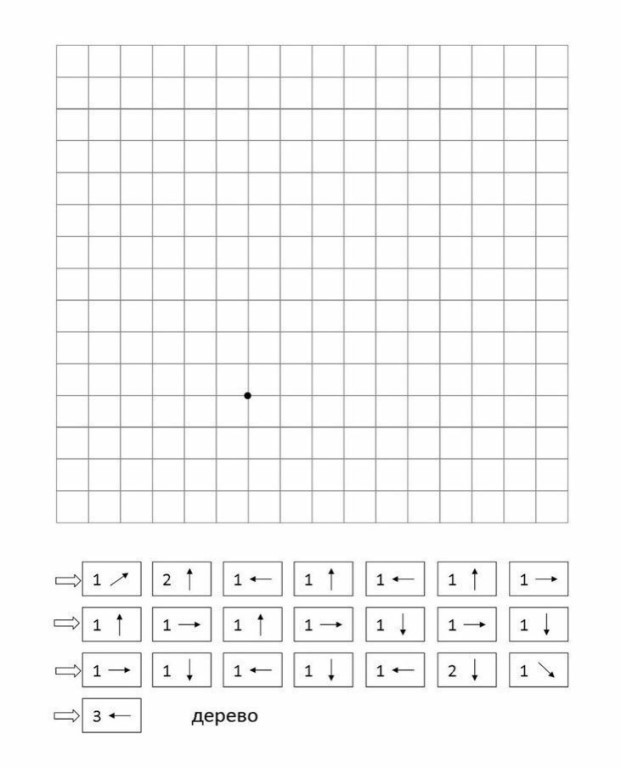 1 ↗ 2 ↑ 1 ← 1 ↑ 1 ← 1 ↑ 1 →
1 ↑ 1 → 1 ↑ 1 → 1 ↓ 1 → 1 ↓
1 → 1 ↓ 1 ← 1 ↓ 1 ← 2 ↓ 1 ↘
3 ← дерево